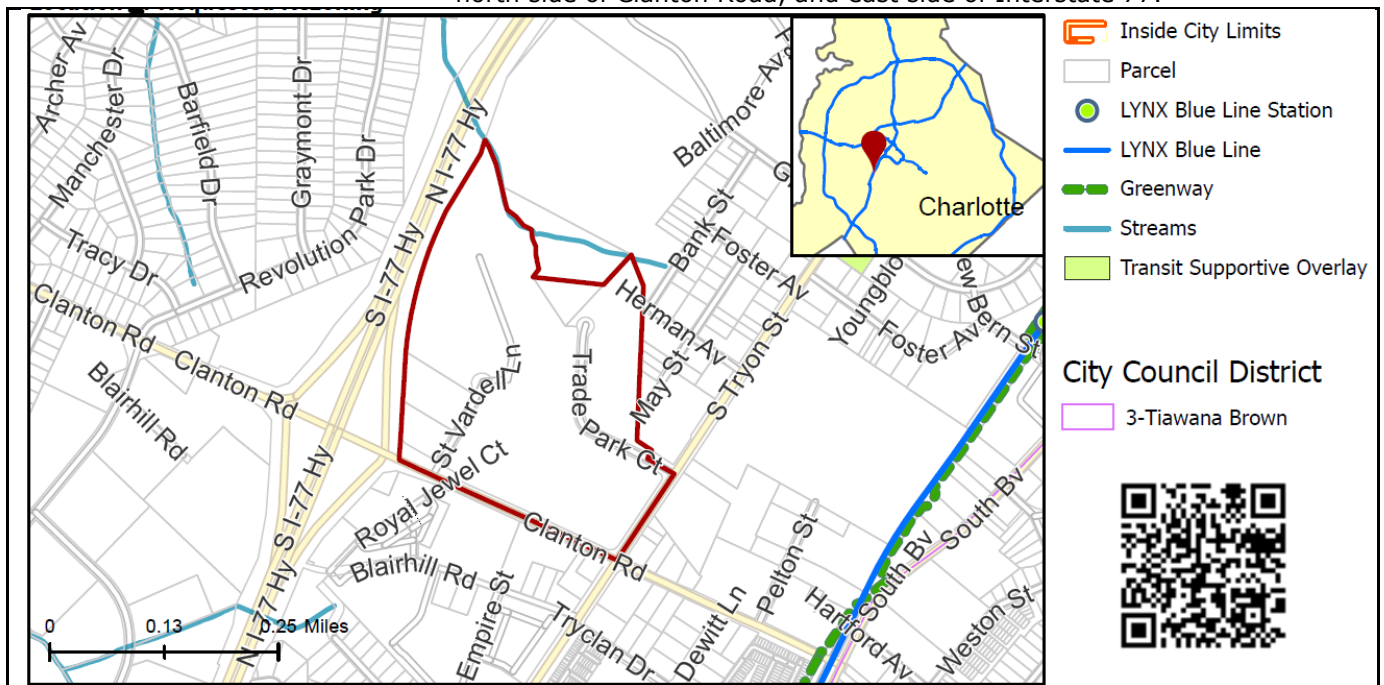 north side of Clanton Road, and east side of Interstate 77.
Archer Av
Manchester Dr
Barfield Dr
Graymont Dr
Revolution Park Dr
Tracy Dr
Clanton Rd
Clanton Rd
Blairhill Rd
N I-77 Hy
S I-77 Hy
S I-77 Hy
N I-77 Hy
Baltimore Av
Bank St
Foster Av
Herman Av
May St
S Tryon St
Trade Park Ct
St Vardell Ln
Royal Jewel Ct
Clanton Rd
Blairhill Rd
Empire St
Tryclan Dr
Dewitt Ln
Pelton St
Hartford Av
South Bv
South Bv
Weston St
Foster Av
Charlotte
0 0.13 0.25 Miles
Inside City Limits
Parcel
LYNX Blue Line Station
LYNX Blue Line
Greenway
Streams
Transit Supportive Overlay
City Council District
3-Tiawana Brown